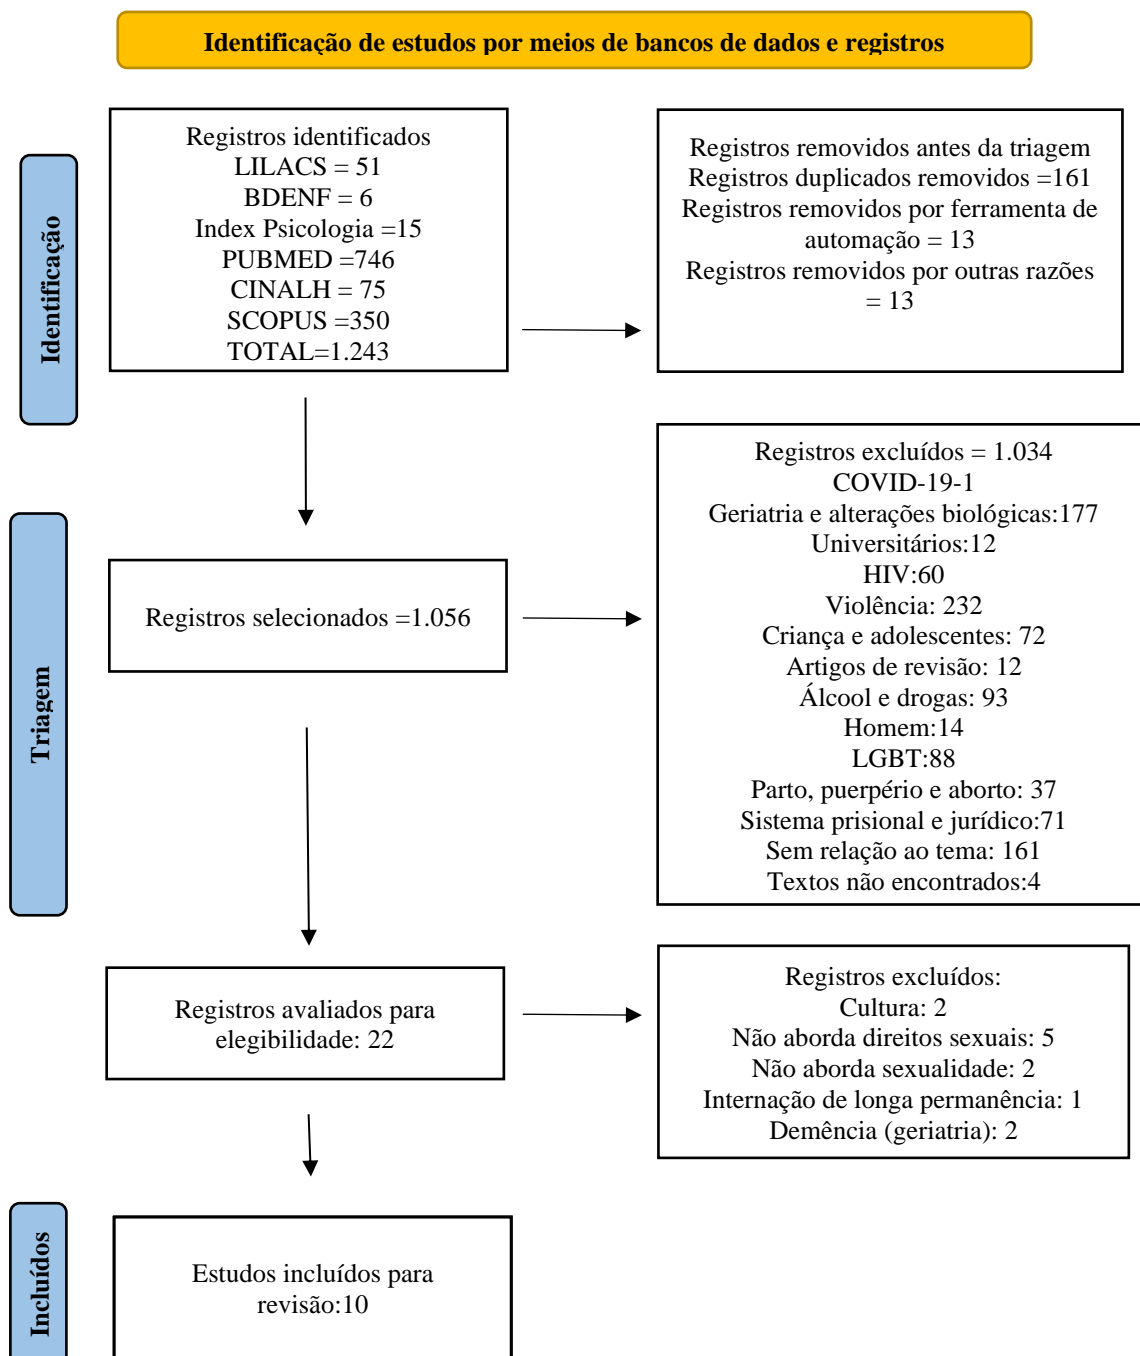 Identificação de estudos por meios de bancos de dados e registros
Identificação
Registros identificados
LILACS = 51
BDENF = 6
Index Psicologia =15
PUBMED =746
CINALH = 75
SCOPUS =350
TOTAL=1.243
Registros removidos antes da triagem
Registros duplicados removidos =161
Registros removidos por ferramenta de
automação = 13
Registros removidos por outras razões
= 13
Triagem
Registros selecionados =1.056
Registros excluídos = 1.034
COVID-19-1
Geriatria e alterações biológicas:177
Universitários:12
HIV:60
Violência: 232
Criança e adolescentes: 72
Artigos de revisão: 12
Álcool e drogas: 93
Homem:14
LGBT:88
Parto, puerpério e aborto: 37
Sistema prisional e jurídico:71
Sem relação ao tema: 161
Textos não encontrados:4
Registros avaliados para
elegibilidade: 22
Registros excluídos:
Cultura: 2
Não aborda direitos sexuais: 5
Não aborda sexualidade: 2
Internação de longa permanência: 1
Demência (geriatria): 2
Incluídos
Estudos incluídos para
revisão:10